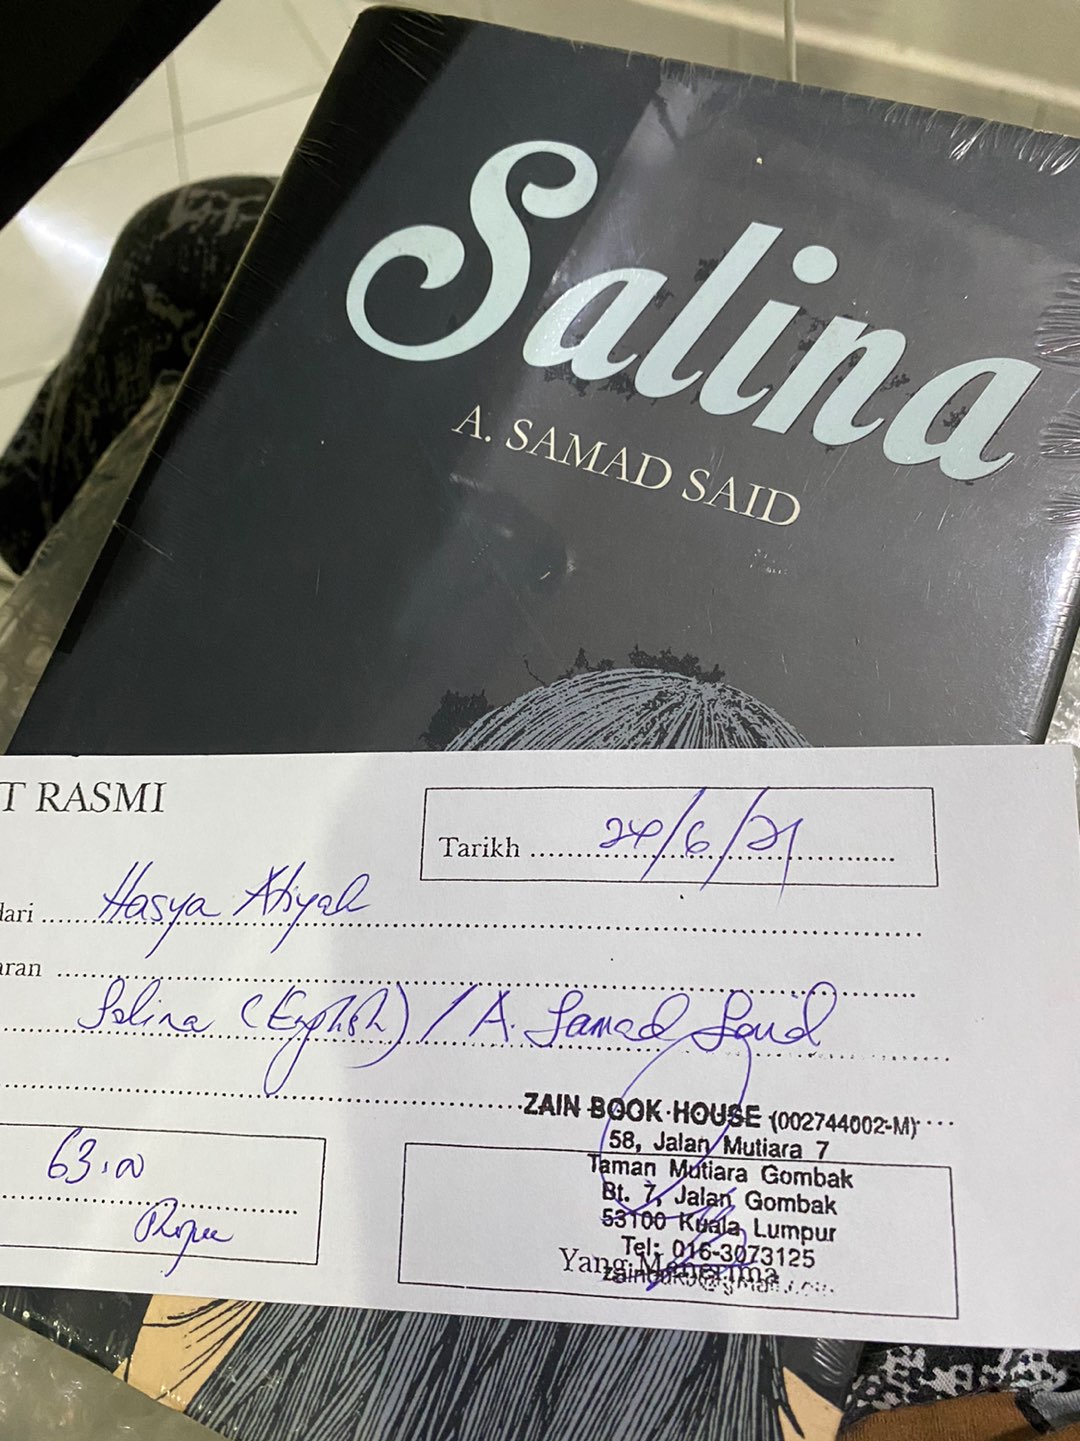 Salina
A. SAMAD SAID
T RASMI
Tarikh 24/6/21
dari Hasya Atiyah
aran
Salina (English) / A. Samad Said
ZAIN BOOK HOUSE (002744002-M)
58, Jalan Mutiara 7
Taman Mutiara Gombak
Bt. 7, Jalan Gombak
53100 Kuala Lumpur
Tel: 016-3073125
63.00
Yang Menerima